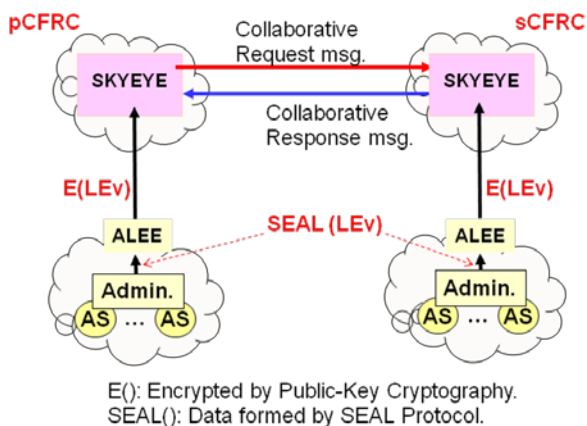 pCFRC
sCFRC
Collaborative
Request msg.
SKYEYE
SKYEYE
Collaborative
Response msg.
E(LEv)
E(LEv)
SEAL (LEv)
ALEE
ALEE
Admin.
Admin.
AS ... AS
AS ... AS
E(): Encrypted by Public-Key Cryptography.
SEAL(): Data formed by SEAL Protocol.